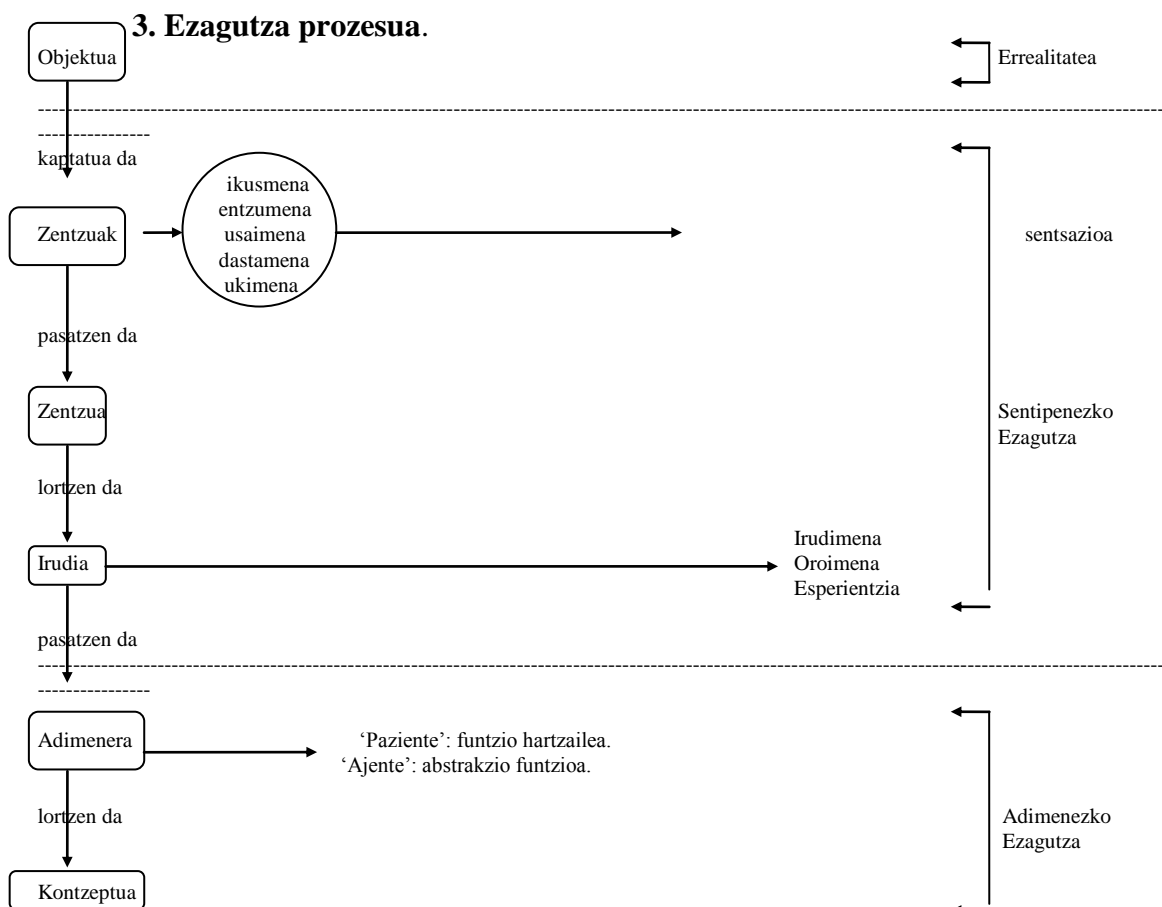 3. Ezagutza prozesua.
Objektua
Errealitatea
kaptatua da
ikusmena
entzumena
usaimena
dastamena
ukimena
Zentzuak
sentsazioa
pasatzen da
Zentzua
Sentipenezko
Ezagutza
lortzen da
Irudia
Irudimena
Oroimena
Esperientzia
pasatzen da
Adimenera
‘Paziente’: funtzio hartzailea.
‘Ajente’: abstrakzio funtzioa.
lortzen da
Adimenezko
Ezagutza
Kontzeptua